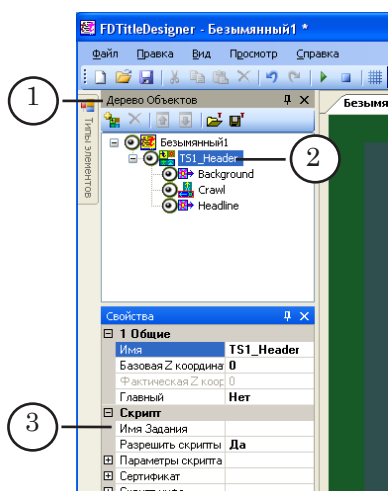 FDTitleDesigner - Безымянный1 *
Файл Правка Вид Просмотр Справка
1
Дерево Объектов
Безымя
Типы элементов
Безымянный1
TS1_Header
2
Background
Crawl
Headline
Свойства
1 Общие
Имя TS1_Header
Базовая Z координа 0
Фактическая Z коор 0
Главный Нет
Скрипт
3
Имя Задания
Разрешить скрипты Да
Параметры скрипта
Сертификат